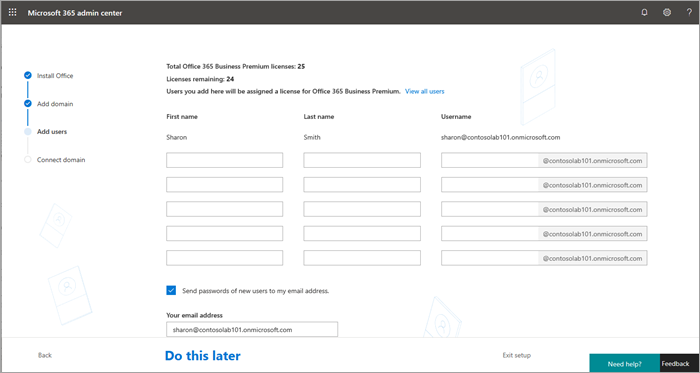 Microsoft 365 admin center
?
Install Office
Add domain
Add users
Connect domain
Total Office 365 Business Premium licenses: 25
Licenses remaining: 24
Users you add here will be assigned a license for Office 365 Business Premium. View all users
First name Last name Username
Sharon Smith sharon@contosolab101.onmicrosoft.com
@contosolab101.onmicrosoft.com
@contosolab101.onmicrosoft.com
@contosolab101.onmicrosoft.com
@contosolab101.onmicrosoft.com
@contosolab101.onmicrosoft.com
Send passwords of new users to my email address.
Your email address
sharon@contosolab101.onmicrosoft.com
Back Do this later Exit setup
Need help? Feedback